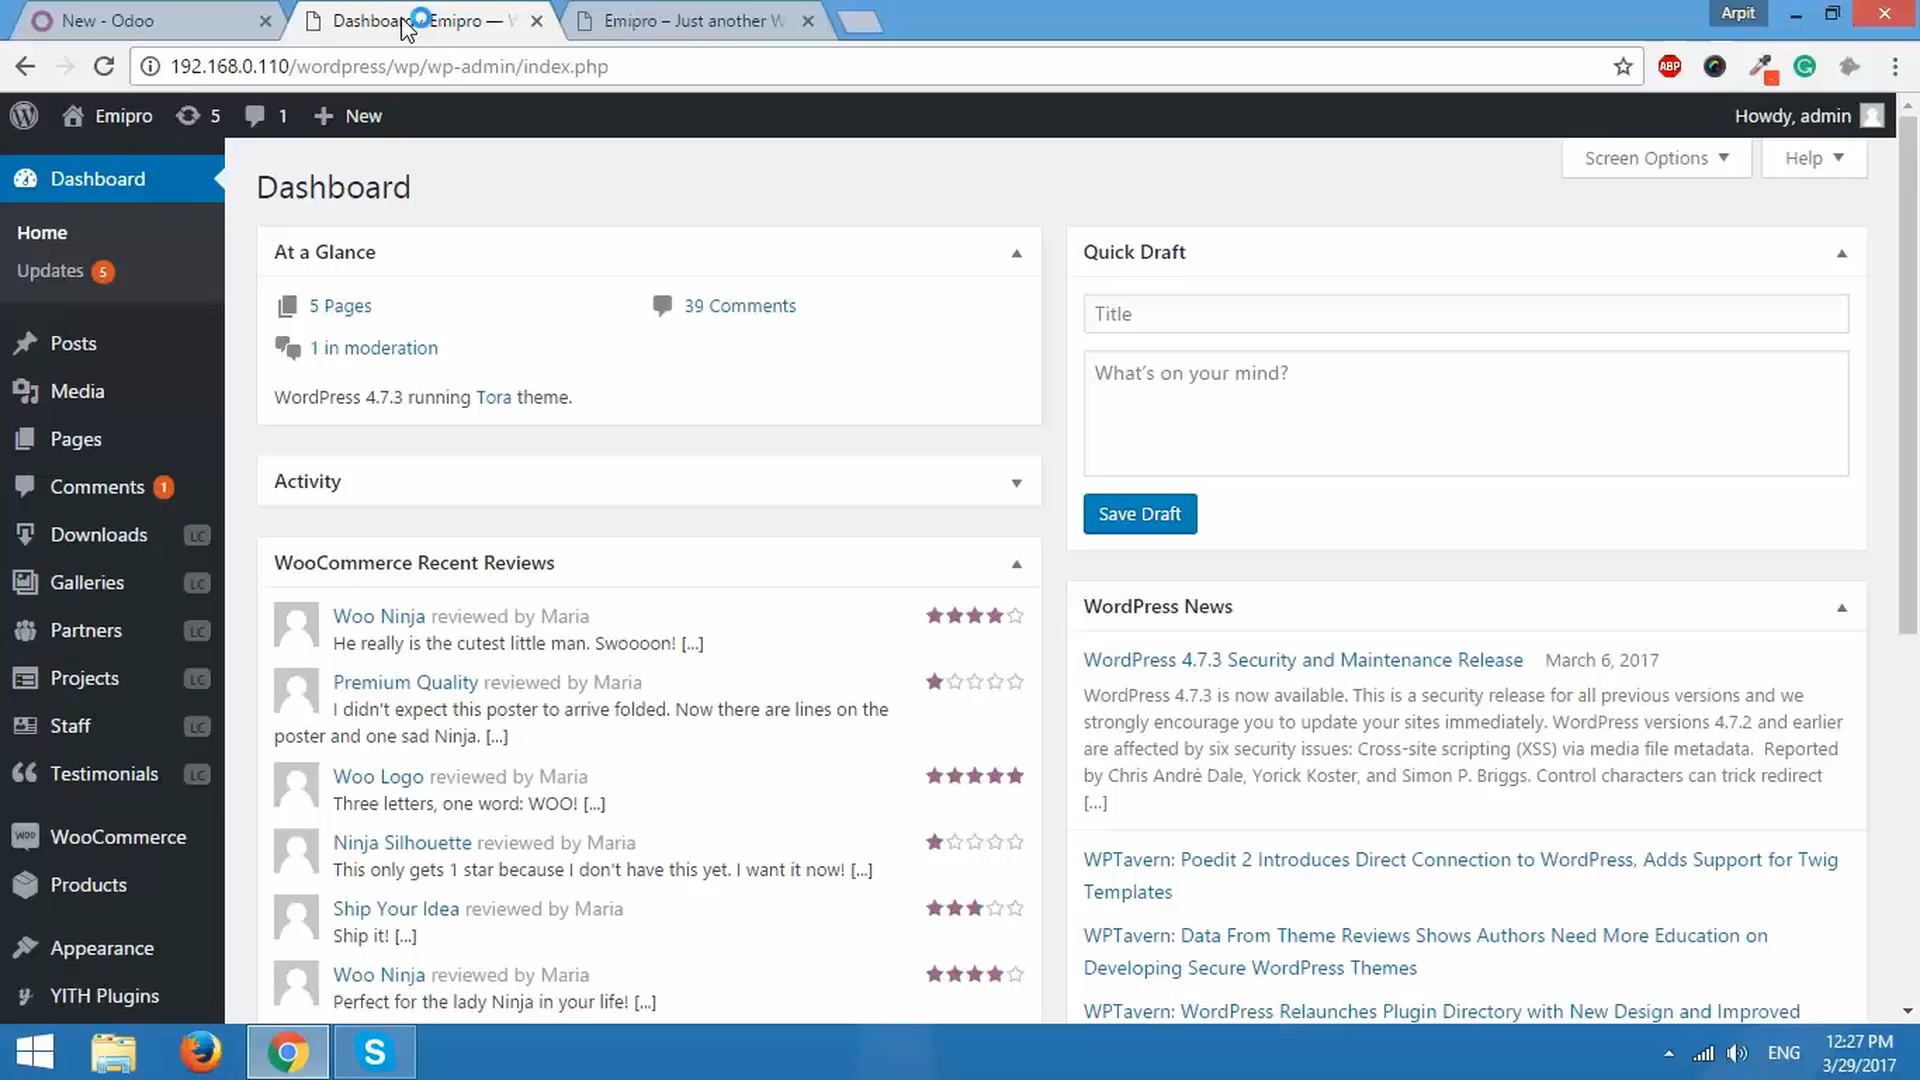 New - Odoo
Dashboard Emipro — W
Emipro – Just another W
Arpit
192.168.0.110/wordpress/wp/wp-admin/index.php
ABP
Emipro 5 1 New
Howdy, admin
Dashboard
Home
Updates 5
Posts
Media
Pages
Comments 1
Downloads LC
Galleries LC
Partners LC
Projects LC
Staff LC
Testimonials LC
WooCommerce
Products
Appearance
YITH Plugins
Screen Options
Help
Dashboard
At a Glance
5 Pages
39 Comments
1 in moderation
WordPress 4.7.3 running Tora theme.
Activity
WooCommerce Recent Reviews
Woo Ninja reviewed by Maria
He really is the cutest little man. Swoooon! [...]
Premium Quality reviewed by Maria
I didn't expect this poster to arrive folded. Now there are lines on the
poster and one sad Ninja. [...]
Woo Logo reviewed by Maria
Three letters, one word: WOO! [...]
Ninja Silhouette reviewed by Maria
This only gets 1 star because I don't have this yet. I want it now! [...]
Ship Your Idea reviewed by Maria
Ship it! [...]
Woo Ninja reviewed by Maria
Perfect for the lady Ninja in your life! [...]
Quick Draft
Title
What's on your mind?
Save Draft
WordPress News
WordPress 4.7.3 Security and Maintenance Release March 6, 2017
WordPress 4.7.3 is now available. This is a security release for all previous versions and we
strongly encourage you to update your sites immediately. WordPress versions 4.7.2 and earlier
are affected by six security issues: Cross-site scripting (XSS) via media file metadata. Reported
by Chris Andrè Dale, Yorick Koster, and Simon P. Briggs. Control characters can trick redirect
[...]
WPTavern: Poedit 2 Introduces Direct Connection to WordPress, Adds Support for Twig
Templates
WPTavern: Data From Theme Reviews Shows Authors Need More Education on
Developing Secure WordPress Themes
WPTavern: WordPress Relaunches Plugin Directory with New Design and Improved
ENG
12:27 PM
3/29/2017